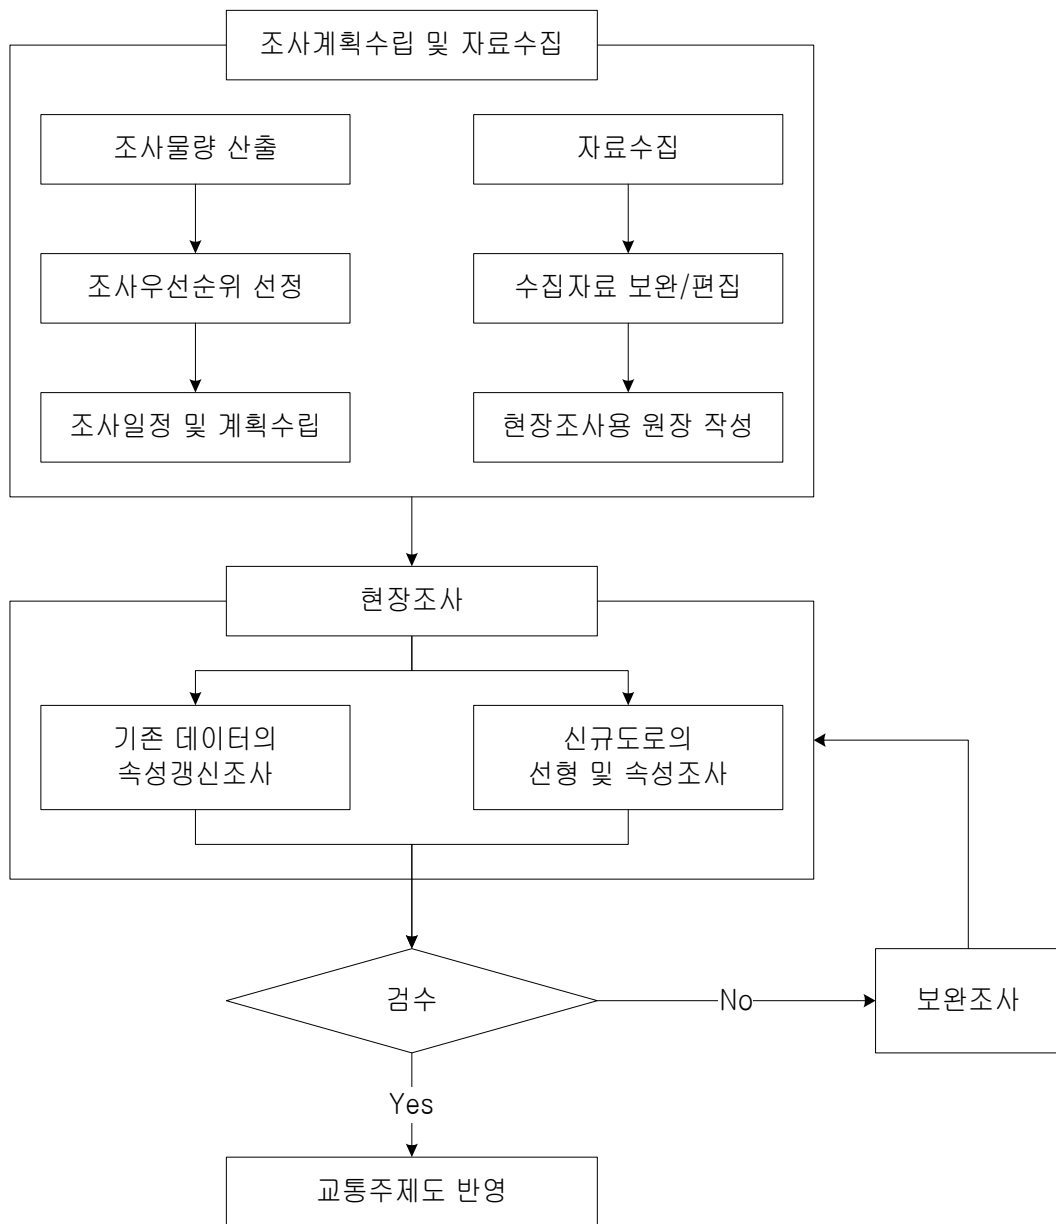 조사계획수립 및 자료수집
조사물량 산출
자료수집
조사우선순위 선정
수집자료 보완/편집
조사일정 및 계획수립
현장조사용 원장 작성
현장조사
기존 데이터의
속성갱신조사
신규도로의
선형 및 속성조사
검수
No
보완조사
Yes
교통주제도 반영